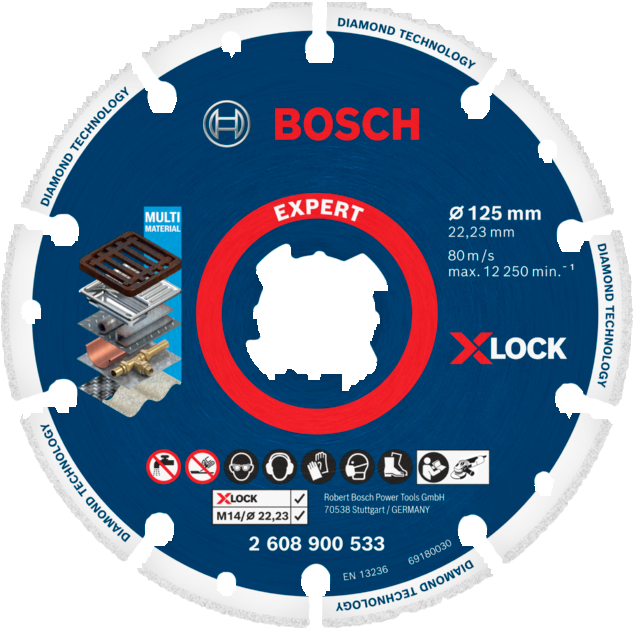 DIAMOND TECHNOLOGY
DIAMOND TECHNOLOGY
BOSCH
EXPERT
MULTI
MATERIAL
Ø 125 mm
22,23 mm
80 m/s
max. 12 250 min.⁻¹
DIAMOND TECHNOLOGY
XLOCK
XLOCK ✓
M14/Ø 22,23 ✓
Robert Bosch Power Tools GmbH
70538 Stuttgart / GERMANY
2 608 900 533
EN 13236
69180030
DIAMOND TECHNOLOGY
DIAMOND TECHNOLOGY
DIAMOND TECHNOLOGY